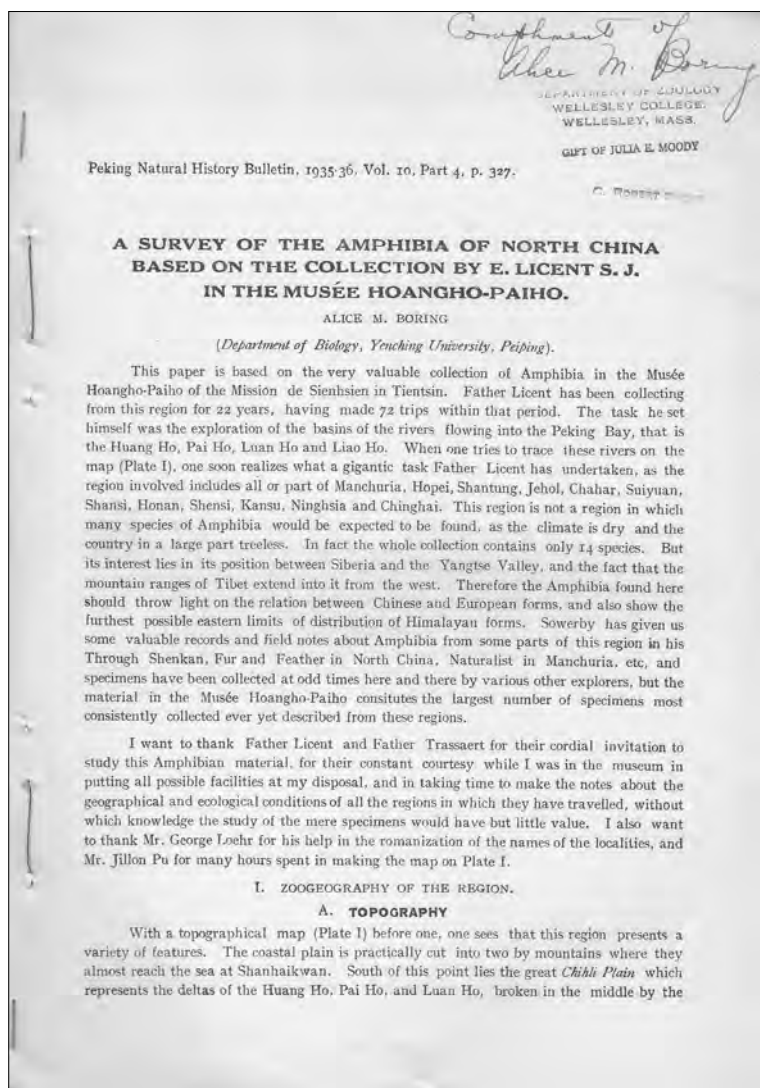 Compliments of
Alice M. Boring
DEPARTMENT OF ZOOLOGY
WELLESLEY COLLEGE.
WELLESLEY, MASS.
GIFT OF JULIA E. MOODY
Peking Natural History Bulletin, 1935-36, Vol. 10, Part 4, p. 327.
C. ROBERT
A SURVEY OF THE AMPHIBIA OF NORTH CHINA
BASED ON THE COLLECTION BY E. LICENT S. J.
IN THE MUSÉE HOANGHO-PAIHO.
ALICE M. BORING
(Department of Biology, Yenching University, Peiping).
This paper is based on the very valuable collection of Amphibia in the Musée
Hoangho-Paiho of the Mission de Sienhsien in Tientsin. Father Licent has been collecting
from this region for 22 years, having made 72 trips within that period. The task he set
himself was the exploration of the basins of the rivers flowing into the Peking Bay, that is
the Huang Ho, Pai Ho, Luan Ho and Liao Ho. When one tries to trace these rivers on the
map (Plate I), one soon realizes what a gigantic task Father Licent has undertaken, as the
region involved includes all or part of Manchuria, Hopei, Shantung, Jehol, Chahar, Suiyuan,
Shansi, Honan, Shensi, Kansu, Ninghsia and Chinghai. This region is not a region in which
many species of Amphibia would be expected to be found, as the climate is dry and the
country in a large part treeless. In fact the whole collection contains only 14 species. But
its interest lies in its position between Siberia and the Yangtse Valley, and the fact that the
mountain ranges of Tibet extend into it from the west. Therefore the Amphibia found here
should throw light on the relation between Chinese and European forms, and also show the
furthest possible eastern limits of distribution of Himalayan forms. Sowerby has given us
some valuable records and field notes about Amphibia from some parts of this region in his
Through Shenkan, Fur and Feather in North China, Naturalist in Manchuria, etc, and
specimens have been collected at odd times here and there by various other explorers, but the
material in the Musée Hoangho-Paiho consitutes the largest number of specimens most
consistently collected ever yet described from these regions.
I want to thank Father Licent and Father Trassaert for their cordial invitation to
study this Amphibian material, for their constant courtesy while I was in the museum in
putting all possible facilities at my disposal, and in taking time to make the notes about the
geographical and ecological conditions of all the regions in which they have travelled, without
which knowledge the study of the mere specimens would have but little value. I also want
to thank Mr. George Loehr for his help in the romanization of the names of the localities, and
Mr. Jillon Pu for many hours spent in making the map on Plate I.
I. ZOOGEOGRAPHY OF THE REGION.
A. TOPOGRAPHY
With a topographical map (Plate I) before one, one sees that this region presents a
variety of features. The coastal plain is practically cut into two by mountains where they
almost reach the sea at Shanhaikwan. South of this point lies the great Chihli Plain which
represents the deltas of the Huang Ho, Pai Ho, and Luan Ho, broken in the middle by the